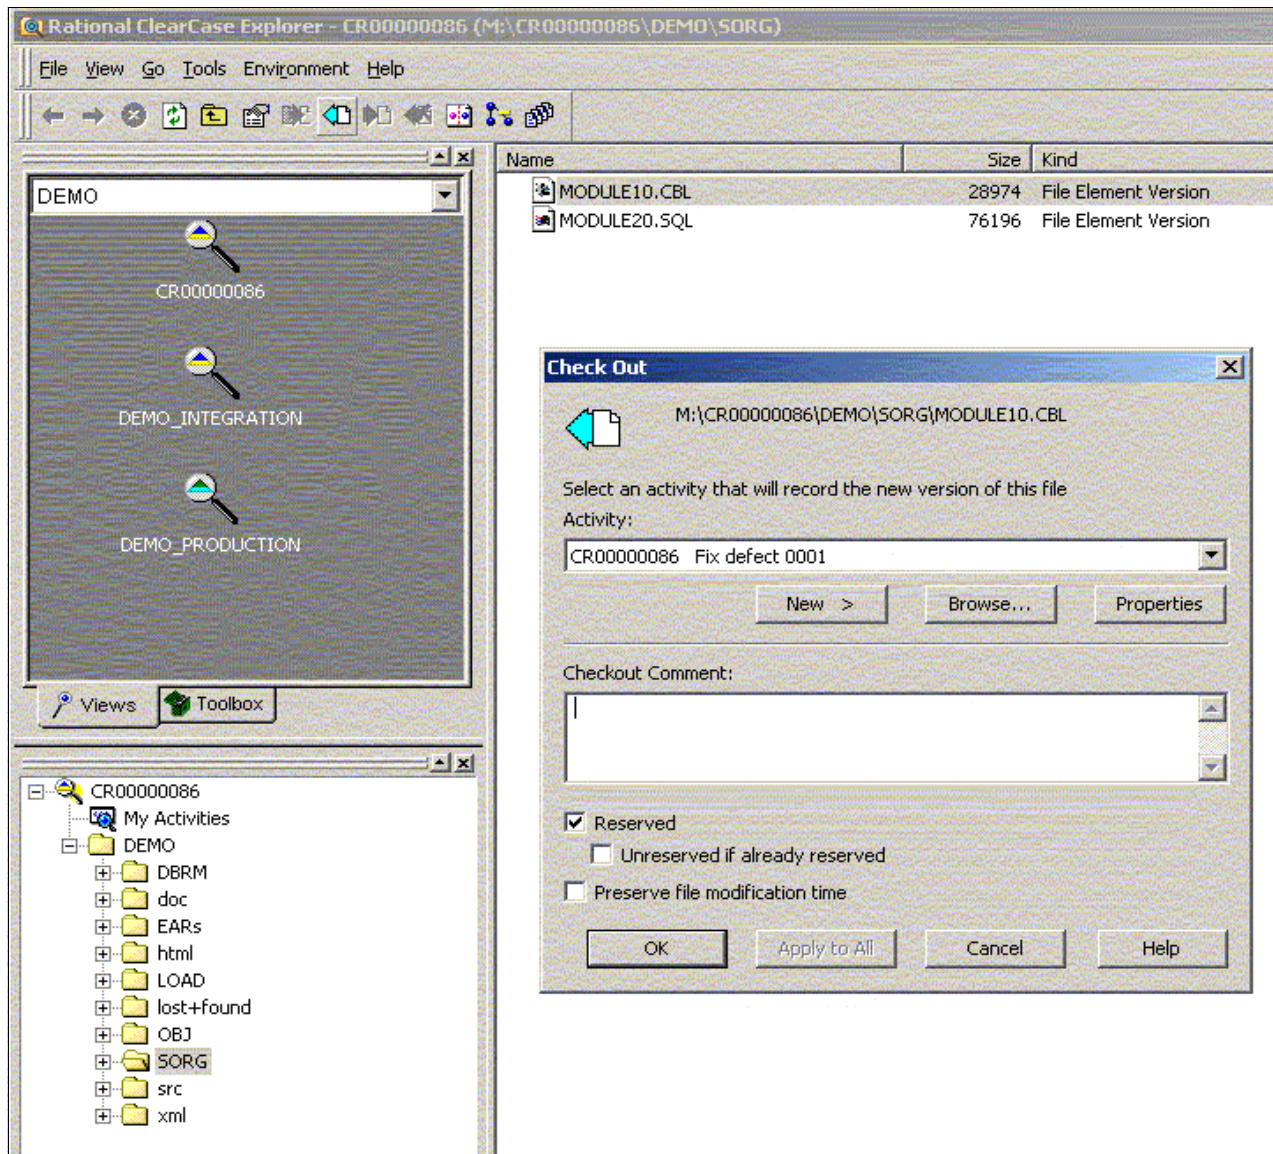 Rational ClearCase Explorer - CR00000086 (M:\CR00000086\DEMO\SORG)
File View Go Tools Environment Help
DEMO
CR00000086
DEMO_INTEGRATION
DEMO_PRODUCTION
Views Toolbox
CR00000086
My Activities
DEMO
DBRM
doc
EARs
html
LOAD
lost+found
OBJ
SORG
src
xml
Name Size Kind
MODULE10.CBL 28974 File Element Version
MODULE20.SQL 76196 File Element Version
Check Out
M:\CR00000086\DEMO\SORG\MODULE10.CBL
Select an activity that will record the new version of this file
Activity:
CR00000086 Fix defect 0001
New > Browse... Properties
Checkout Comment:
Reserved
Unreserved if already reserved
Preserve file modification time
OK Apply to All Cancel Help